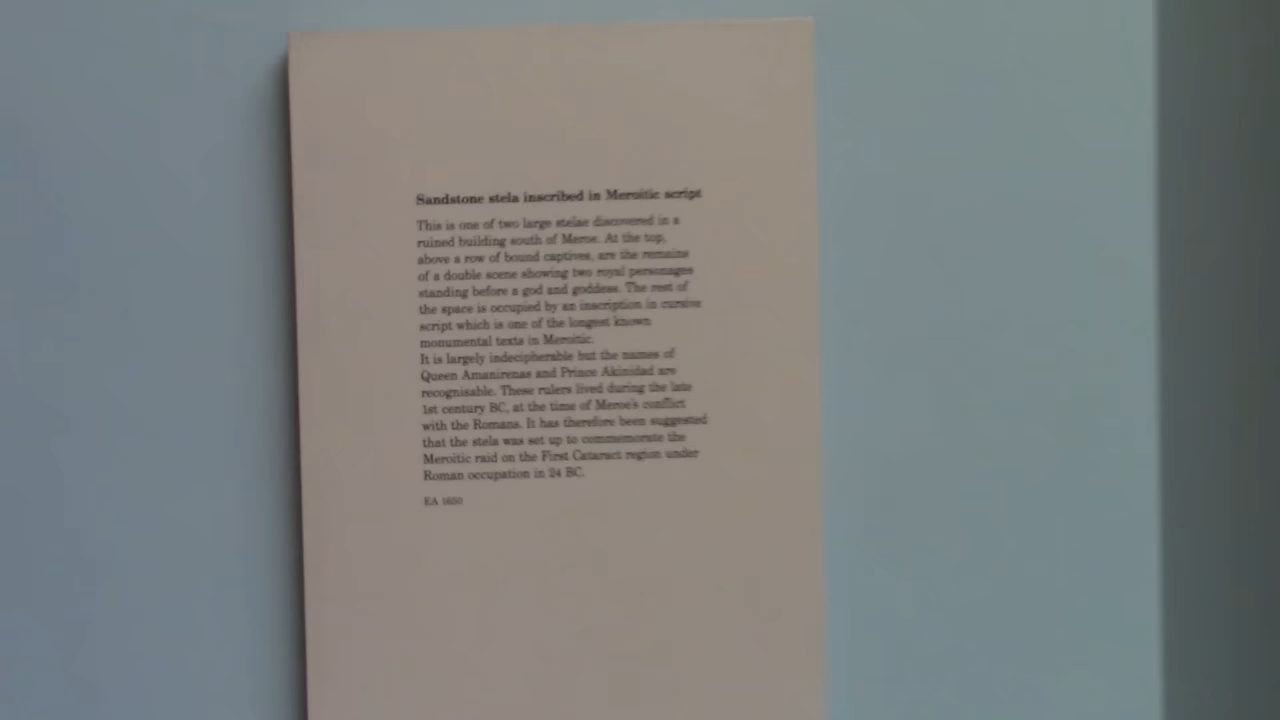 Sandstone stela inscribed in Meroitic script
This is one of two large stelae discovered in a
ruined building south of Meroe. At the top,
above a row of bound captives, are the remains
of a double scene showing two royal personages
standing before a god and goddess. The rest of
the space is occupied by an inscription in cursive
script which is one of the longest known
monumental texts in Meroitic.
It is largely indecipherable but the names of
Queen Amanirenas and Prince Akinidad are
recognisable. These rulers lived during the late
1st century BC, at the time of Meroe's conflict
with the Romans. It has therefore been suggested
that the stela was set up to commemorate the
Meroitic raid on the First Cataract region under
Roman occupation in 24 BC.
EA 1650